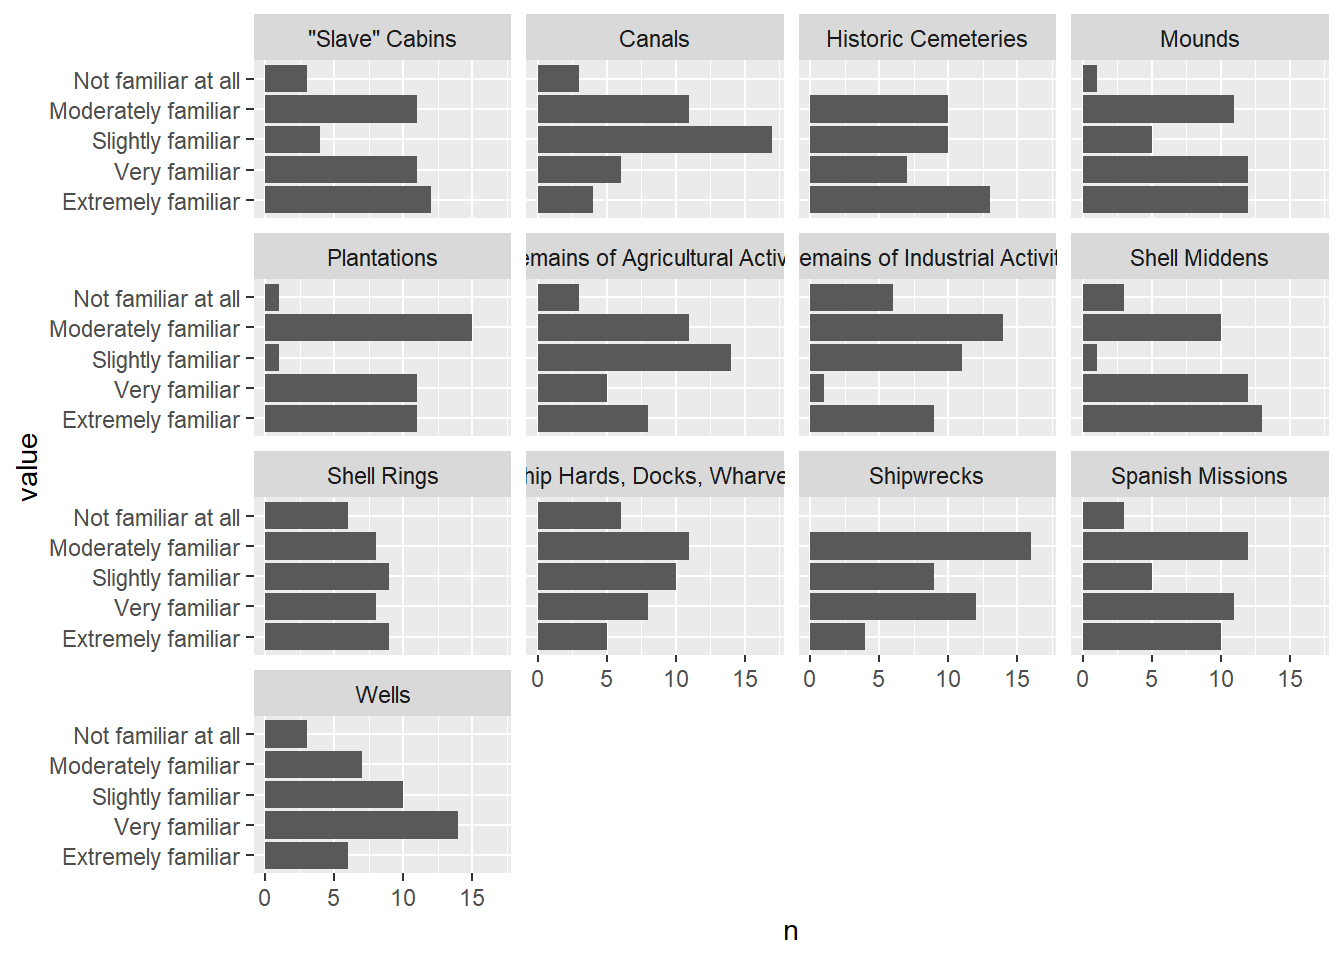 "Slave" Cabins
Canals
Historic Cemeteries
Mounds
Not familiar at all
Moderately familiar
Slightly familiar
Very familiar
Extremely familiar
Plantations
emains of Agricultural Activ
emains of Industrial Activit
Shell Middens
Not familiar at all
Moderately familiar
Slightly familiar
Very familiar
Extremely familiar
value
Shell Rings
hip Hards, Docks, Wharve
Shipwrecks
Spanish Missions
Not familiar at all
Moderately familiar
Slightly familiar
Very familiar
Extremely familiar
0 5 10 15
0 5 10 15
0 5 10 15
Wells
Not familiar at all
Moderately familiar
Slightly familiar
Very familiar
Extremely familiar
0 5 10 15
n